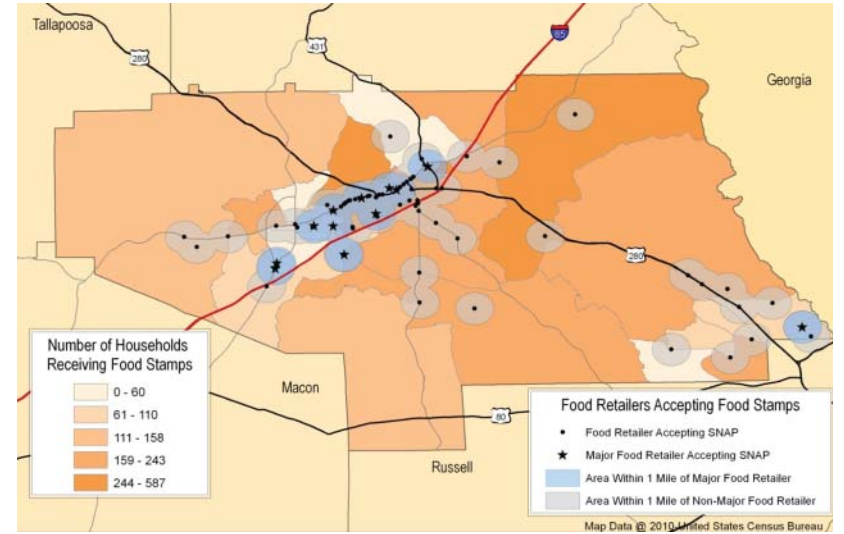 Tallapoosa
280
431
85
Georgia
280
Number of Households
Receiving Food Stamps
0 - 60
61 - 110
111 - 158
159 - 243
244 - 587
Macon
80
Russell
Food Retailers Accepting Food Stamps
Food Retailer Accepting SNAP
Major Food Retailer Accepting SNAP
Area Within 1 Mile of Major Food Retailer
Area Within 1 Mile of Non-Major Food Retailer
Map Data @ 2010 United States Census Bureau